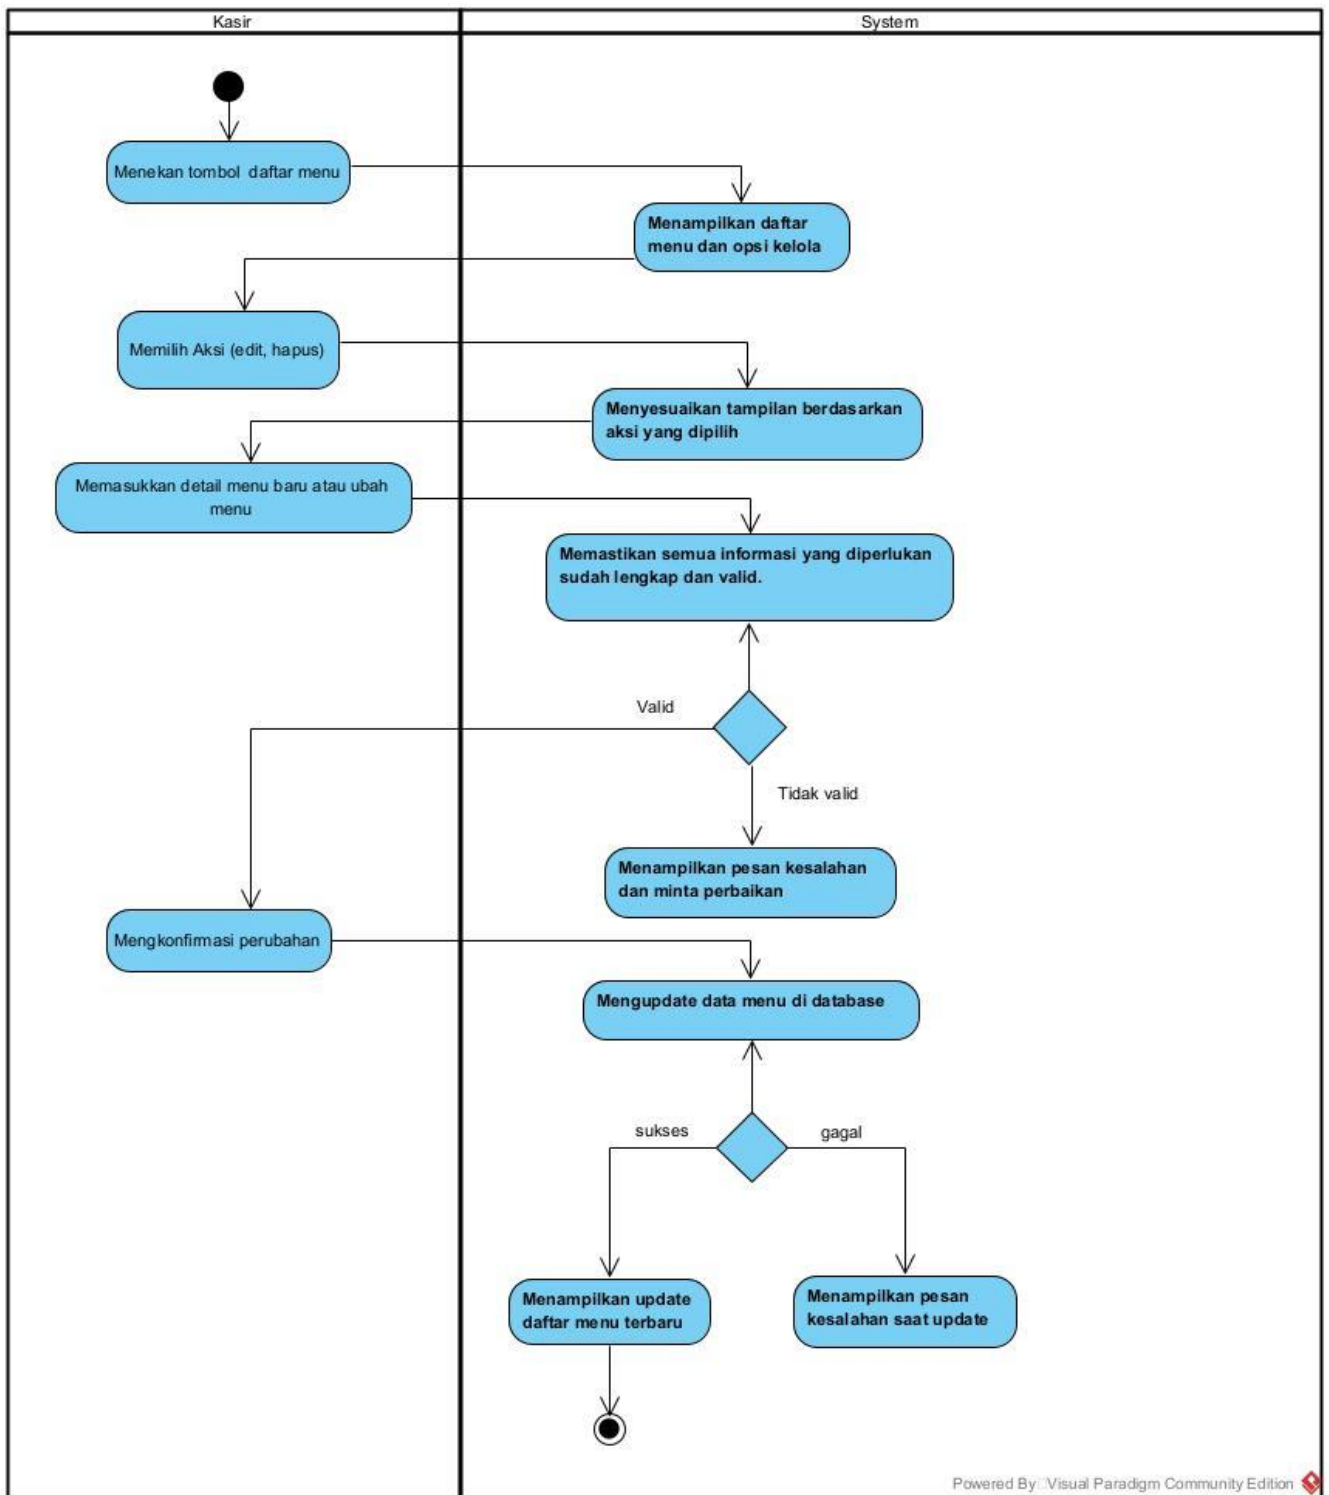 Kasir
System
Menekan tombol daftar menu
Menampilkan daftar
menu dan opsi kelola
Memilih Aksi (edit, hapus)
Menyesuaikan tampilan berdasarkan
aksi yang dipilih
Memasukkan detail menu baru atau ubah
menu
Memastikan semua informasi yang diperlukan
sudah lengkap dan valid.
Valid
Tidak valid
Menampilkan pesan kesalahan
dan minta perbaikan
Mengkonfirmasi perubahan
Mengupdate data menu di database
sukses
gagal
Menampilkan update
daftar menu terbaru
Menampilkan pesan
kesalahan saat update
Powered By Visual Paradigm Community Edition